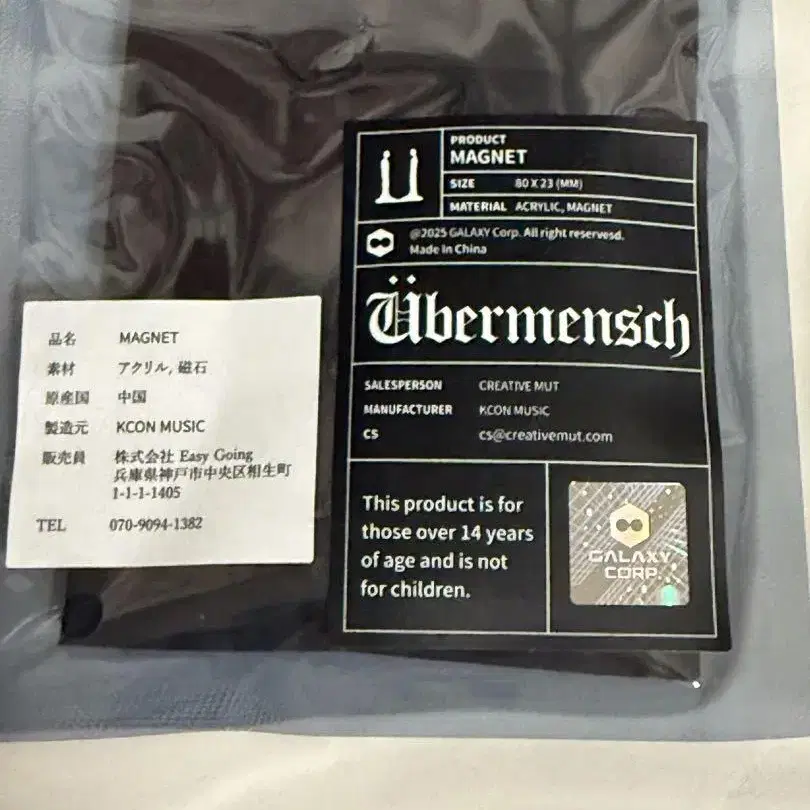 PRODUCT
MAGNET
SIZE 80 X 23 (MM)
MATERIAL ACRYLIC, MAGNET
@2025 GALAXY Corp. All right reserversd.
Made In China
Übermensch
SALESPERSON CREATIVE MUT
MANUFACTURER KCON MUSIC
CS cs@creativemut.com
This product is for
those over 14 years
of age and is not
for children.
GALAXY
CORP.
品名 MAGNET
素材 アクリル, 磁石
原産国 中国
製造元 KCON MUSIC
販売員 株式会社 Easy Going
兵庫県神戸市中央区相生町
1-1-1-1405
TEL 070-9094-1382